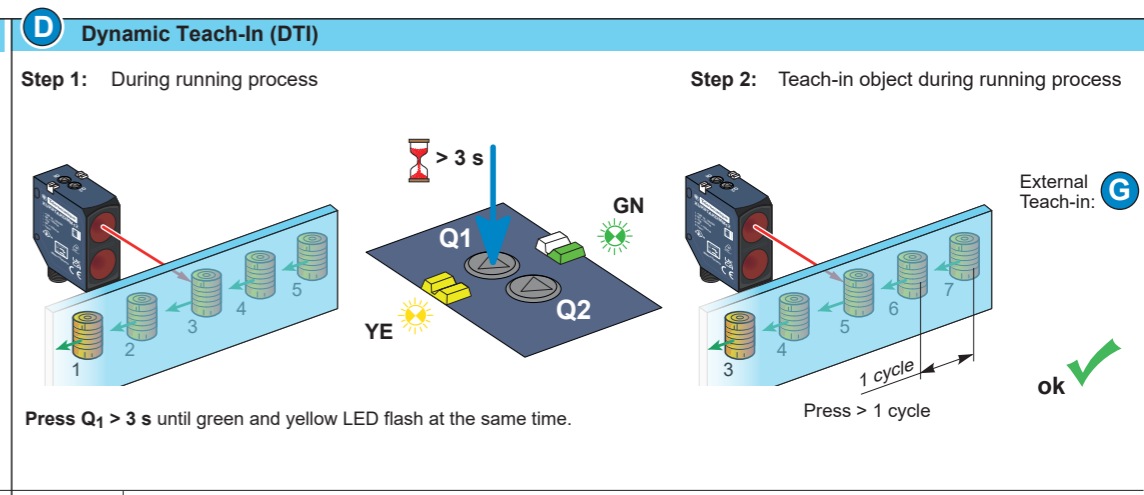 D
Dynamic Teach-In (DTI)
Step 1: During running process
Step 2: Teach-in object during running process
> 3 s
GN
Q1
Q2
YE
1
2
3
4
5
External
Teach-in: G
3
4
5
6
7
1 cycle
Press > 1 cycle
ok
Press Q1 > 3 s until green and yellow LED flash at the same time.